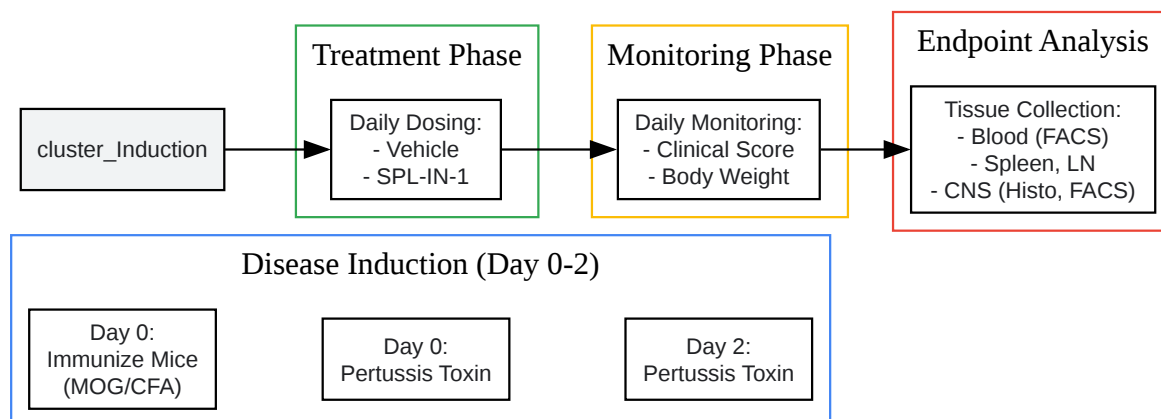 cluster_Induction
Treatment Phase
Daily Dosing:
- Vehicle
- SPL-IN-1
Monitoring Phase
Daily Monitoring:
- Clinical Score
- Body Weight
Endpoint Analysis
Tissue Collection:
- Blood (FACS)
- Spleen, LN
- CNS (Histo, FACS)
Disease Induction (Day 0-2)
Day 0:
Immunize Mice
(MOG/CFA)
Day 0:
Pertussis Toxin
Day 2:
Pertussis Toxin